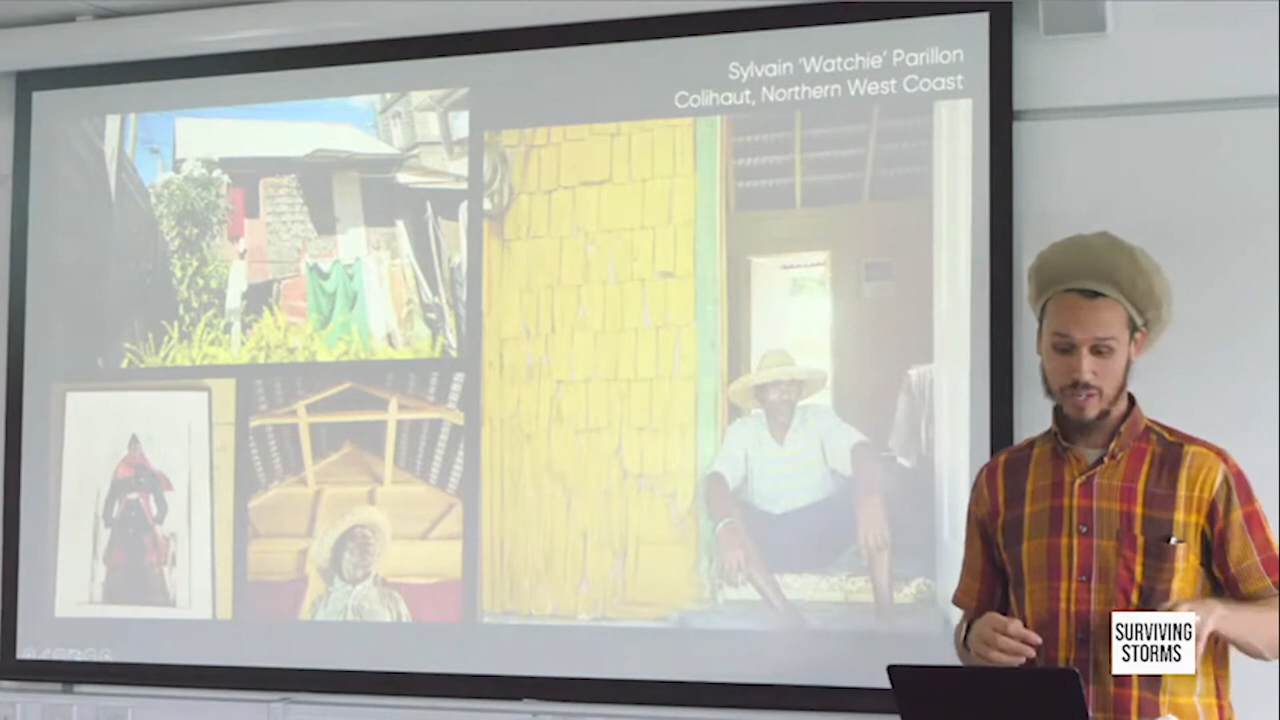 Sylvain ‘Watchie’ Parillon
Colihaut, Northern West Coast
SURVIVING
STORMS